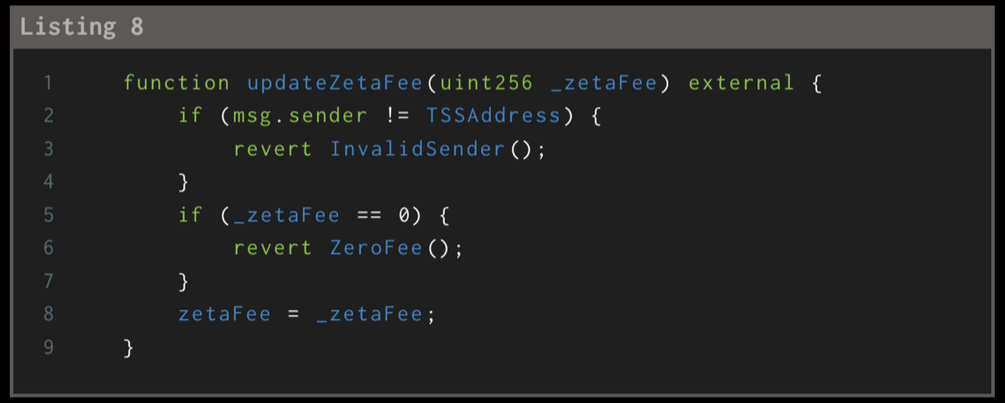 Listing 8
1 function updateZetaFee(uint256 _zetaFee) external {
2 if (msg.sender != TSSAddress) {
3 revert InvalidSender();
4 }
5 if (_zetaFee == 0) {
6 revert ZeroFee();
7 }
8 zetaFee = _zetaFee;
9 }